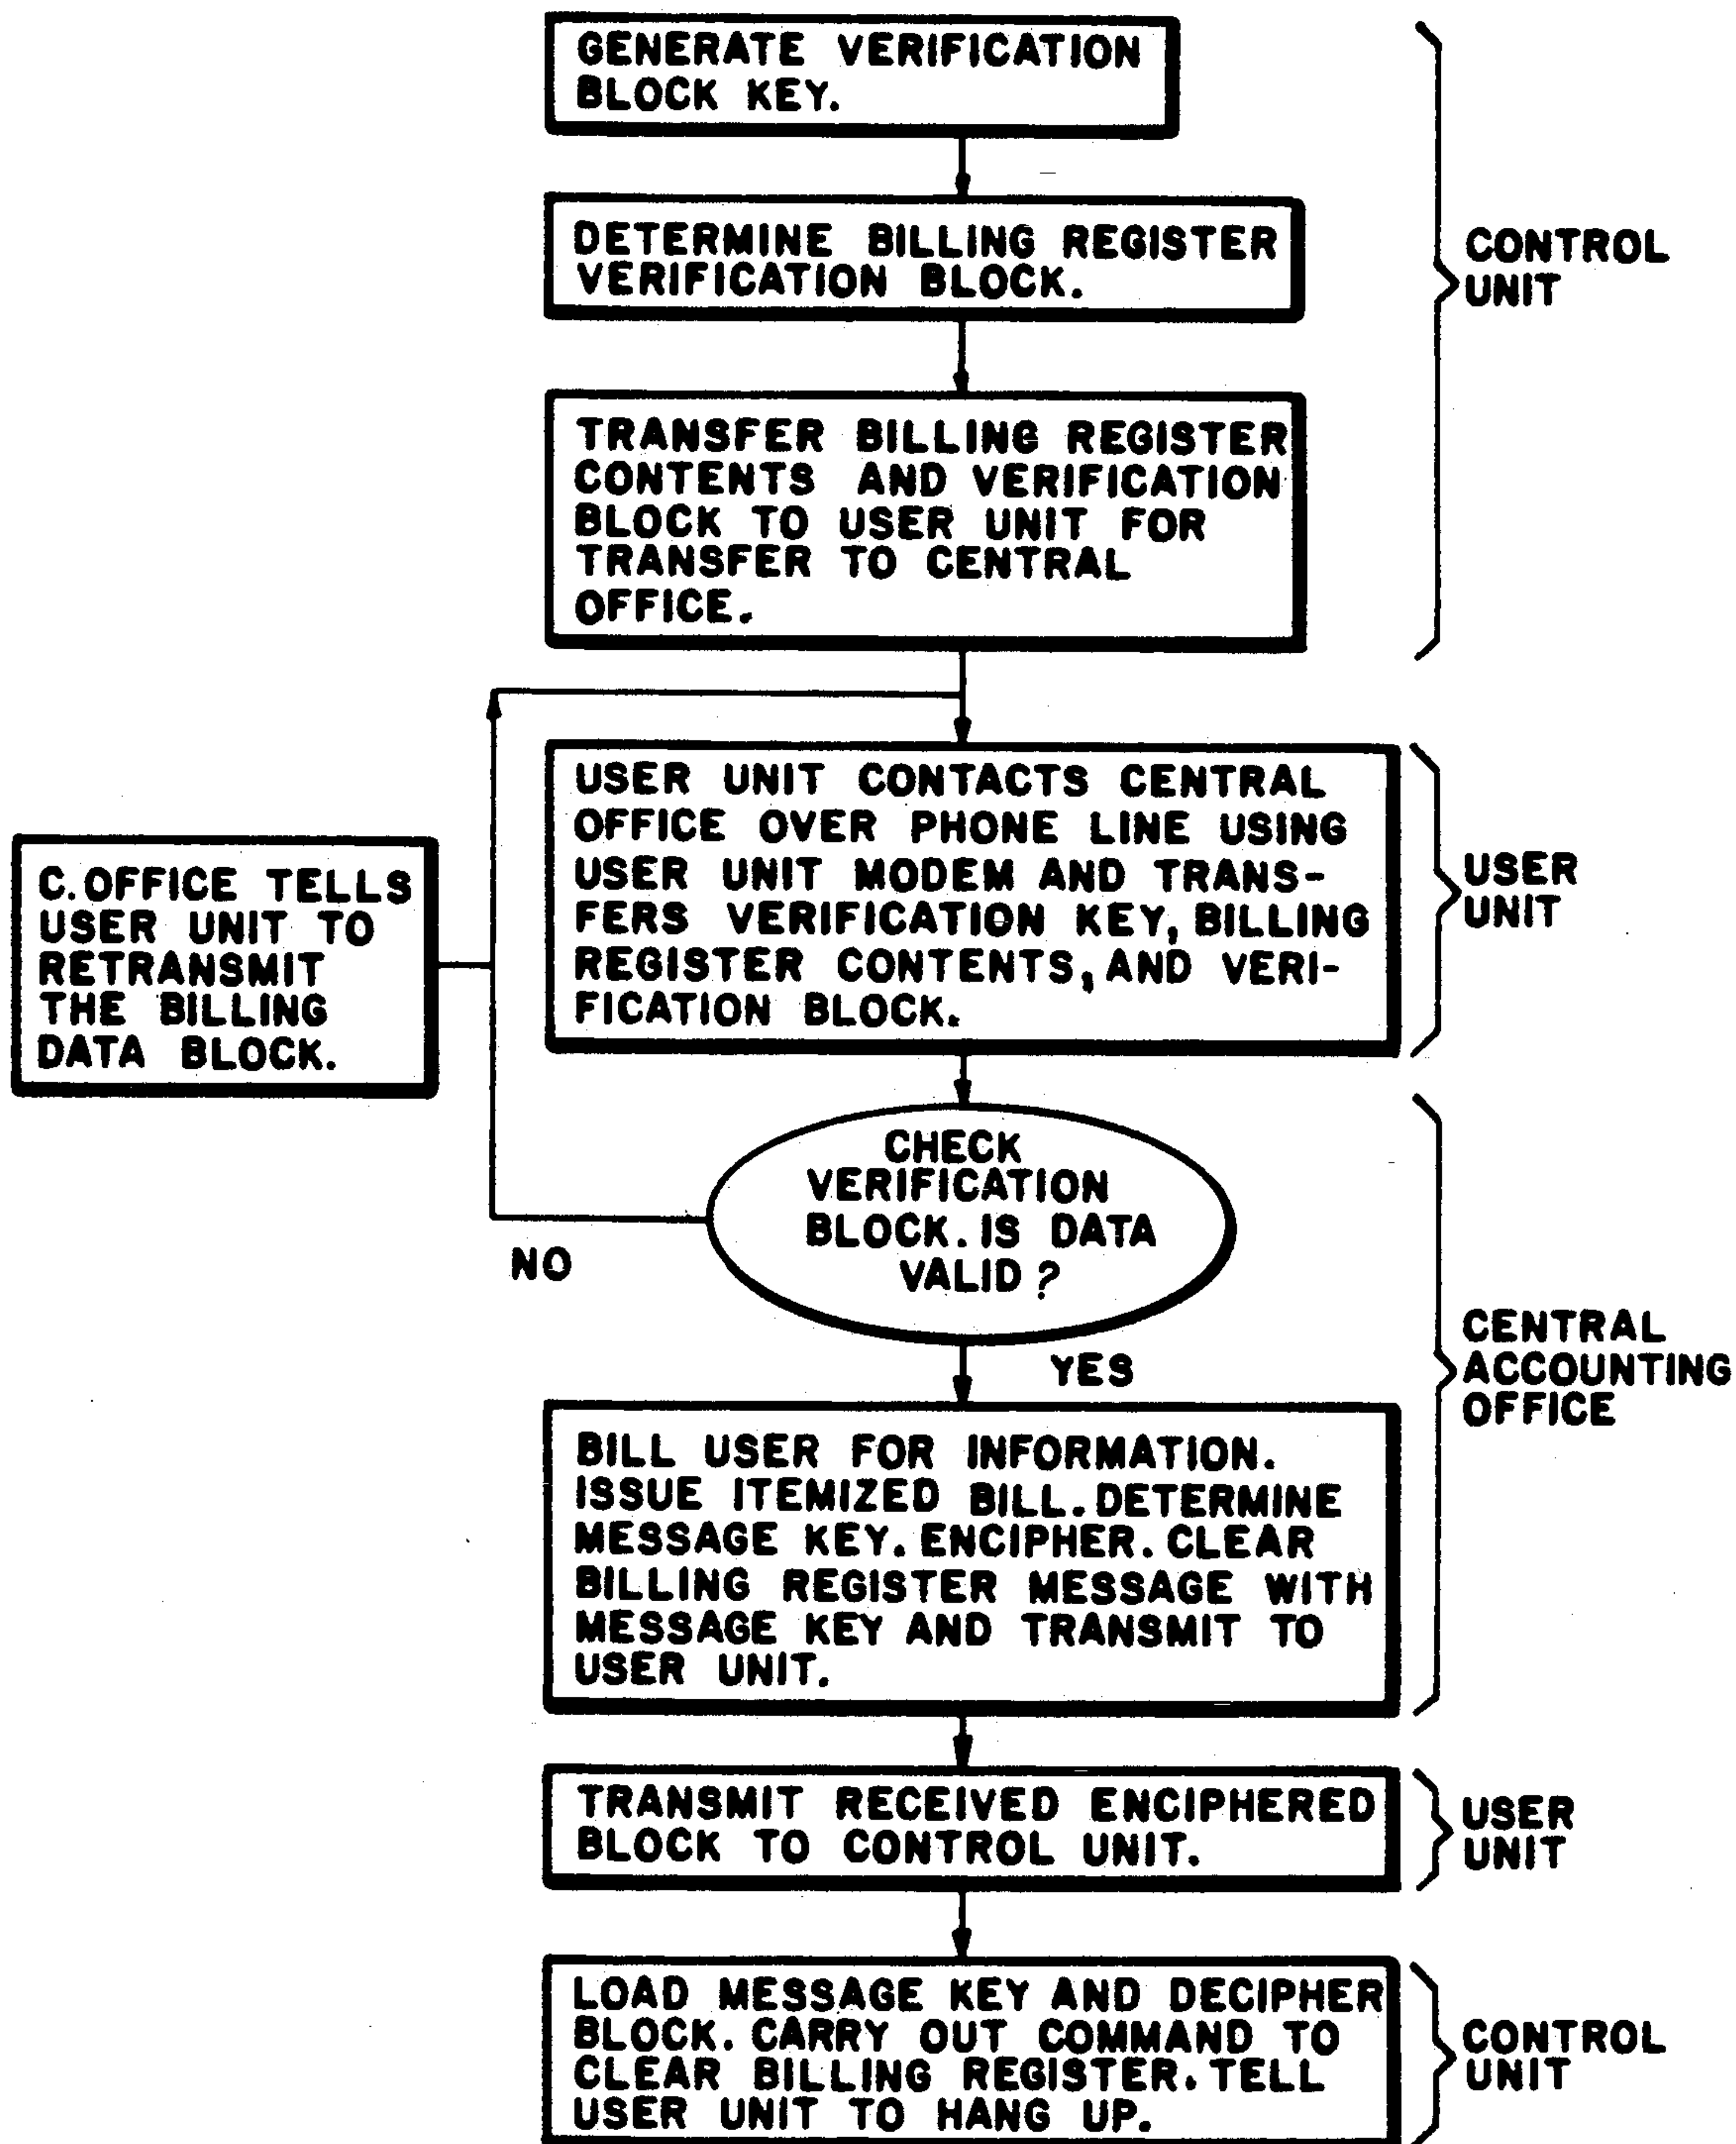 GENERATE VERIFICATION
BLOCK KEY.
DETERMINE BILLING REGISTER
VERIFICATION BLOCK.
TRANSFER BILLING REGISTER
CONTENTS AND VERIFICATION
BLOCK TO USER UNIT FOR
TRANSFER TO CENTRAL
OFFICE.
CONTROL
UNIT
USER UNIT CONTACTS CENTRAL
OFFICE OVER PHONE LINE USING
USER UNIT MODEM AND TRANS-
FERS VERIFICATION KEY, BILLING
REGISTER CONTENTS, AND VERI-
FICATION BLOCK.
USER
UNIT
C.OFFICE TELLS
USER UNIT TO
RETRANSMIT
THE BILLING
DATA BLOCK.
CHECK
VERIFICATION
BLOCK. IS DATA
VALID?
NO
YES
BILL USER FOR INFORMATION.
ISSUE ITEMIZED BILL. DETERMINE
MESSAGE KEY. ENCIPHER. CLEAR
BILLING REGISTER MESSAGE WITH
MESSAGE KEY AND TRANSMIT TO
USER UNIT.
CENTRAL
ACCOUNTING
OFFICE
TRANSMIT RECEIVED ENCIPHERED
BLOCK TO CONTROL UNIT.
USER
UNIT
LOAD MESSAGE KEY AND DECIPHER
BLOCK. CARRY OUT COMMAND TO
CLEAR BILLING REGISTER. TELL
USER UNIT TO HANG UP.
CONTROL
UNIT